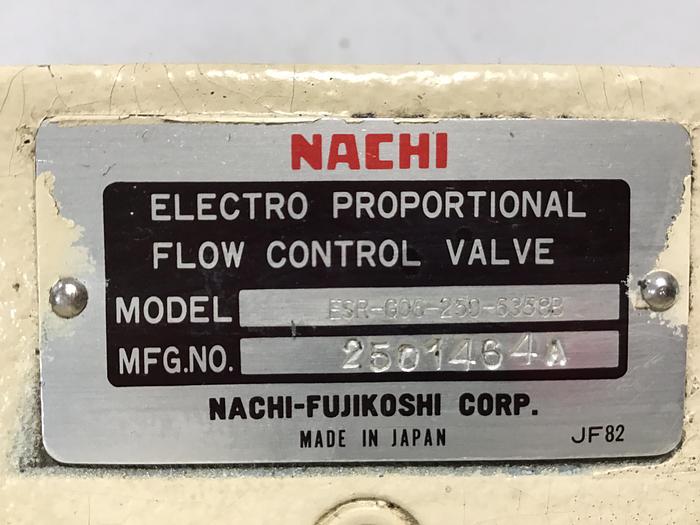 NACHI
ELECTRO PROPORTIONAL
FLOW CONTROL VALVE
MODEL ESR-G06-250-6358B
MFG.NO. 2501464A
NACHI-FUJIKOSHI CORP.
MADE IN JAPAN JF82